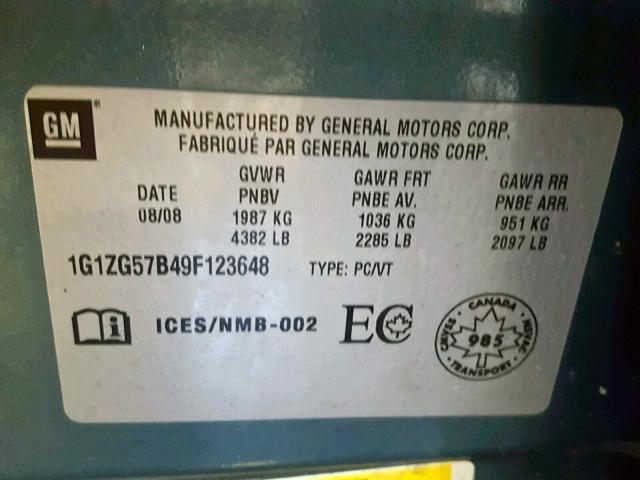 GM
MANUFACTURED BY GENERAL MOTORS CORP.
FABRIQUÉ PAR GENERAL MOTORS CORP.
DATE
08/08
GVWR
PNBV
1987 KG
4382 LB
GAWR FRT
PNBE AV.
1036 KG
2285 LB
GAWR RR
PNBE ARR.
951 KG
2097 LB
1G1ZG57B49F123648 TYPE: PC/VT
ICES/NMB-002
EC
CANADA
985
TRANSPORT